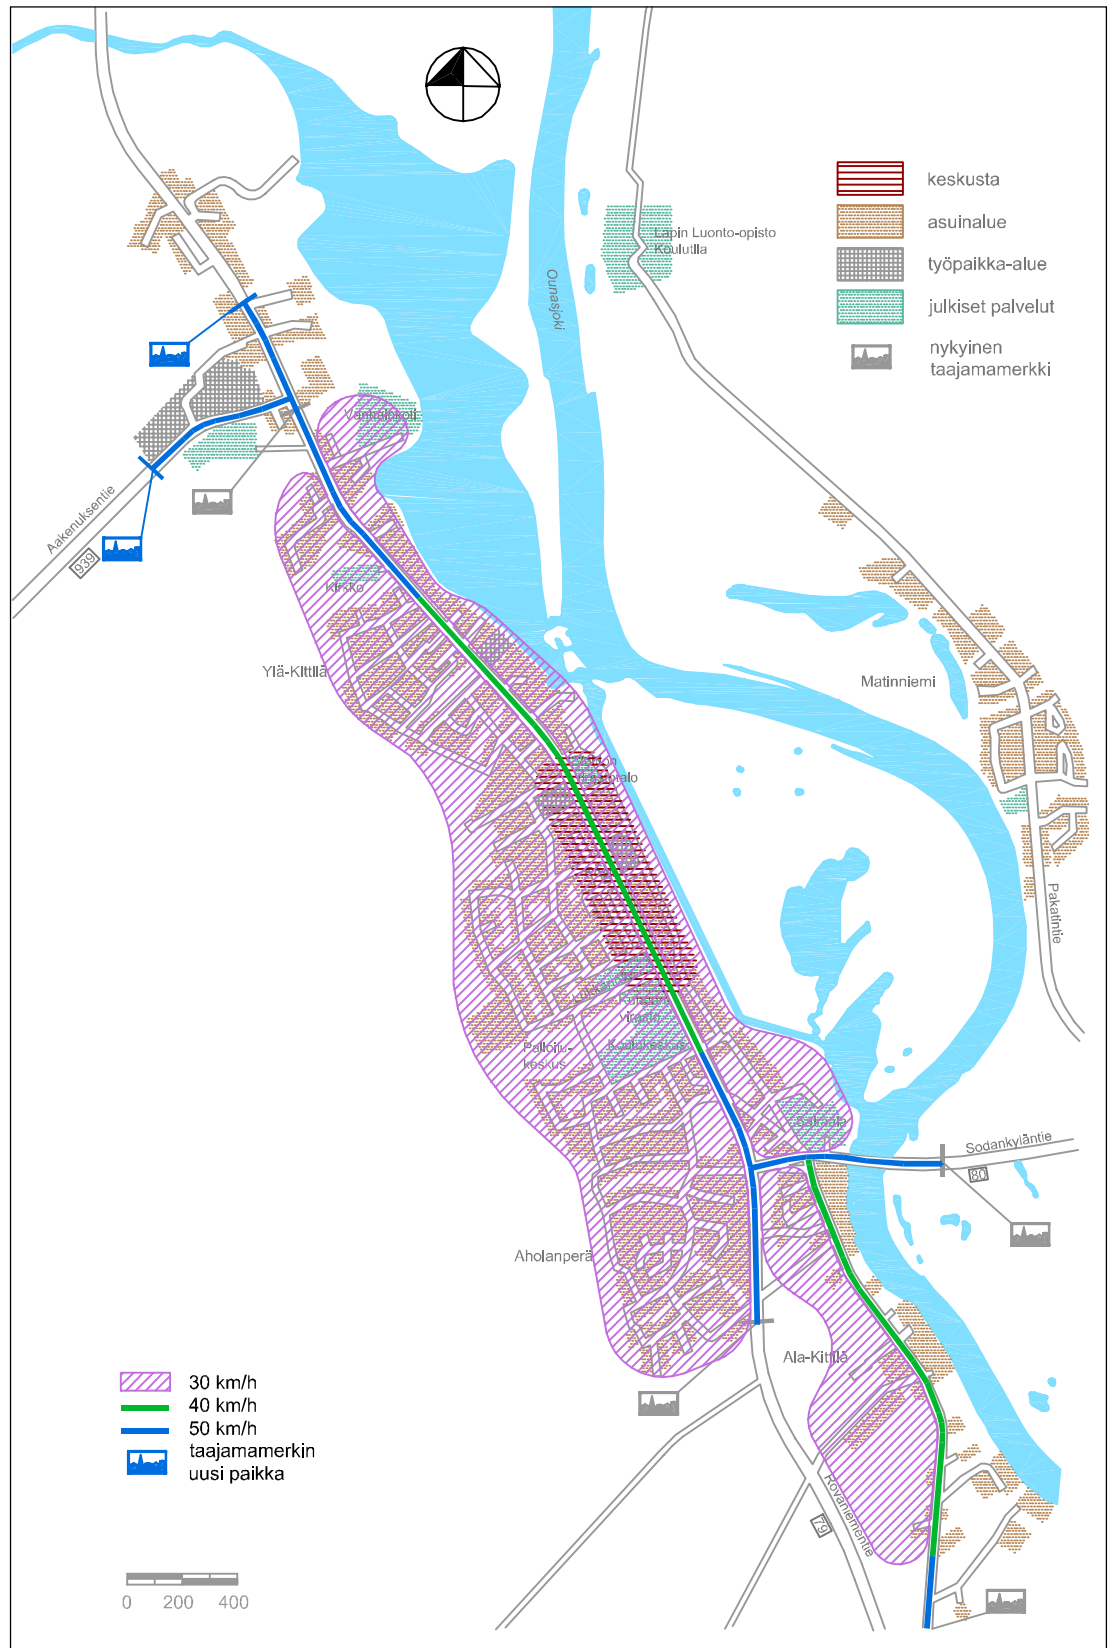 keskusta
asuinalue
työpaikka-alue
julkiset palvelut
nykyinen
taajamamerkki
Lapin Luonto-opisto
Ounasjoki
Aakenuksentie
939
Kirkko
Ylä-Kittilä
Matinniemi
Pakatintie
virasto
Koulukeskus
Palloilu-
keskus
Sodankyläntie
80
Aholanperä
Ala-Kittilä
Rovaniementie
79
30 km/h
40 km/h
50 km/h
taajamamerkin
uusi paikka
0 200 400